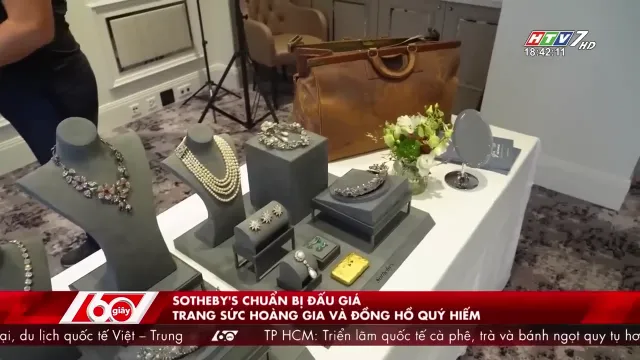 HTV7 HD
18:42:11
60 giây
SOTHEBY'S CHUẨN BỊ ĐẤU GIÁ
TRANG SỨC HOÀNG GIA VÀ ĐỒNG HỒ QUÝ HIẾM
ại, du lịch quốc tế Việt – Trung 60 TP HCM: Triển lãm quốc tế cà phê, trà và bánh ngọt quy tụ hơ